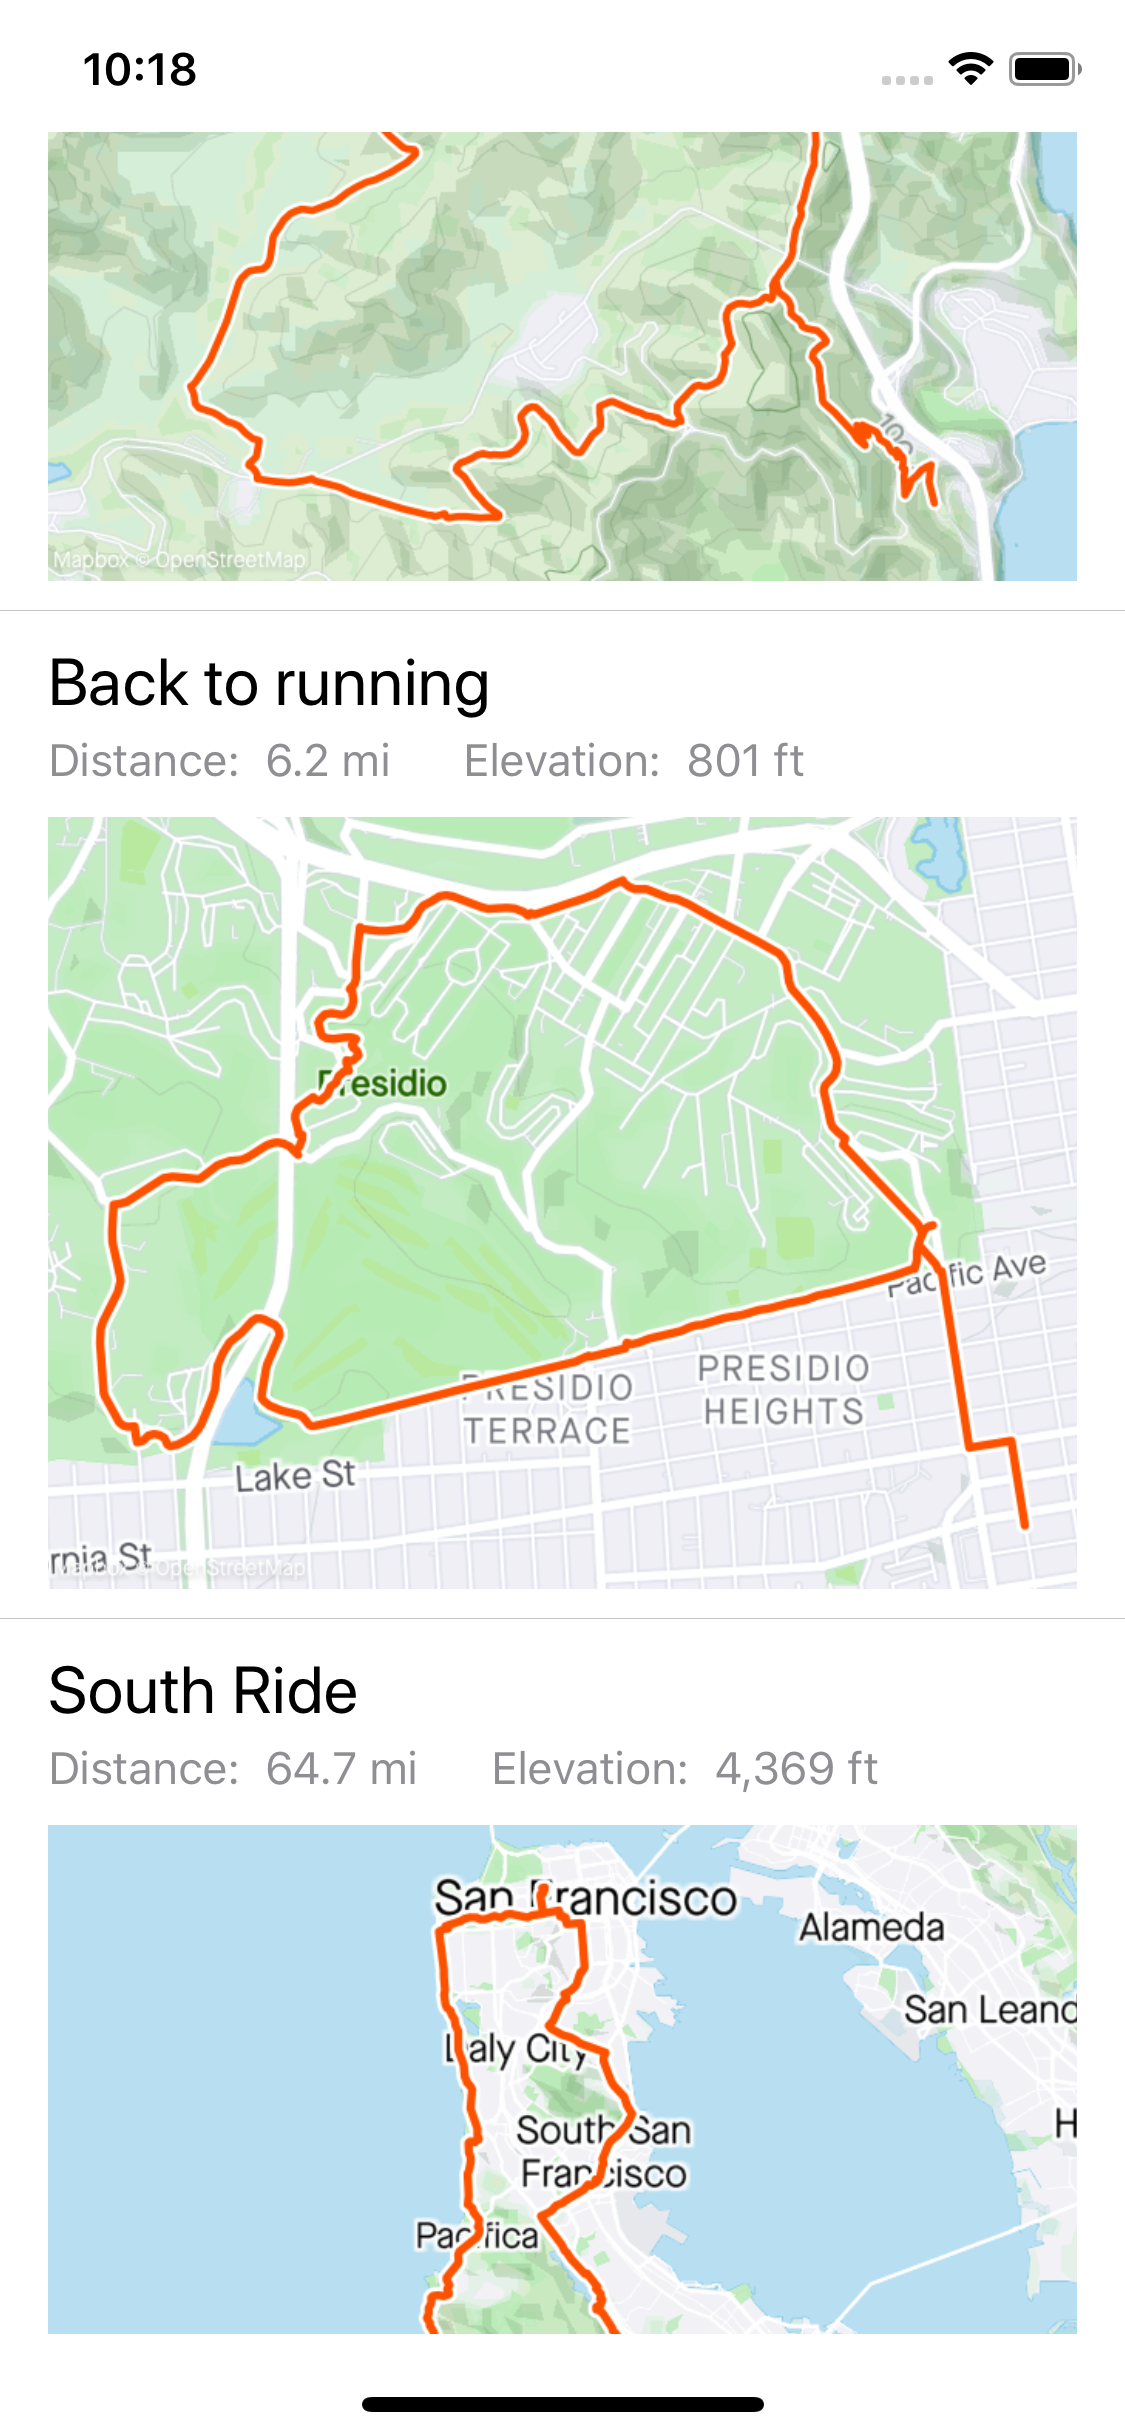 10:18
Mapbox © OpenStreetMap
Back to running
Distance: 6.2 mi Elevation: 801 ft
Presidio
Pacific Ave
PRESIDIO
HEIGHTS
PRESIDIO
TERRACE
Lake St
rnia St
Mapbox © OpenStreetMap
South Ride
Distance: 64.7 mi Elevation: 4,369 ft
San Francisco
Alameda
San Leand
Daly City
H
South San
Francisco
Pacifica